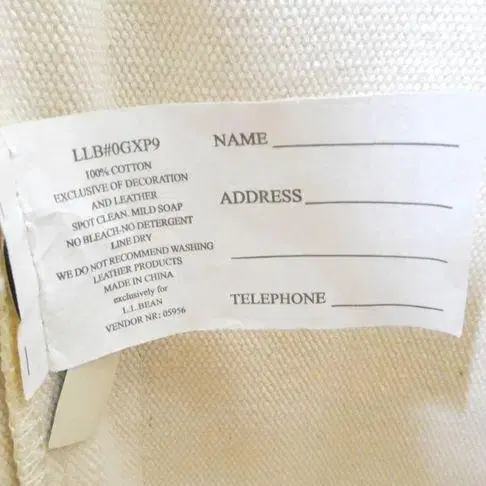 LLB#0GXP9
100% COTTON
EXCLUSIVE OF DECORATION
AND LEATHER
SPOT CLEAN. MILD SOAP
NO BLEACH-NO DETERGENT
LINE DRY
WE DO NOT RECOMMEND WASHING
LEATHER PRODUCTS
MADE IN CHINA
exclusively for
L.L.BEAN
VENDOR NR: 05956
NAME
ADDRESS
TELEPHONE